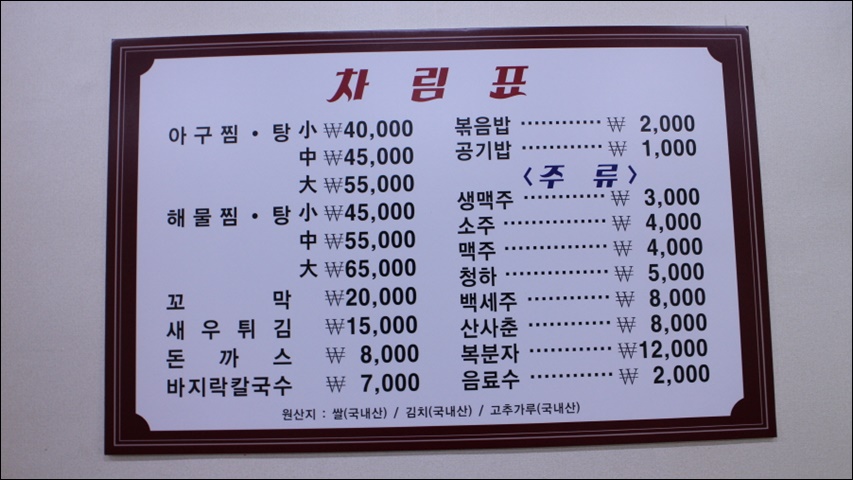 차림표
아구찜·탕 小 ₩40,000
中 ₩45,000
大 ₩55,000
해물찜·탕 小 ₩45,000
中 ₩55,000
大 ₩65,000
꼬막 ₩20,000
새우튀김 ₩15,000
돈까스 ₩8,000
바지락칼국수 ₩7,000
볶음밥 ············ ₩ 2,000
공기밥 ············ ₩ 1,000
<주류>
생맥주 ············ ₩ 3,000
소주 ··············· ₩ 4,000
맥주 ··············· ₩ 4,000
청하 ··············· ₩ 5,000
백세주 ············ ₩ 8,000
산사춘 ············ ₩ 8,000
복분자 ············ ₩12,000
음료수 ············ ₩ 2,000
원산지 : 쌀(국내산) / 김치(국내산) / 고추가루(국내산)